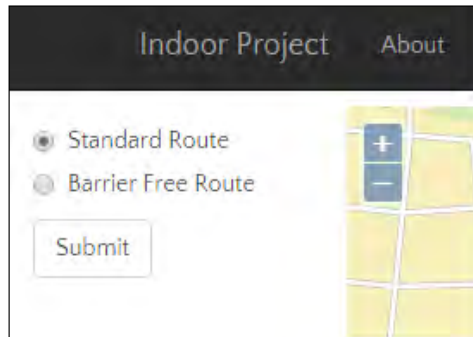 Indoor Project About
Standard Route
Barrier Free Route
Submit
+
−